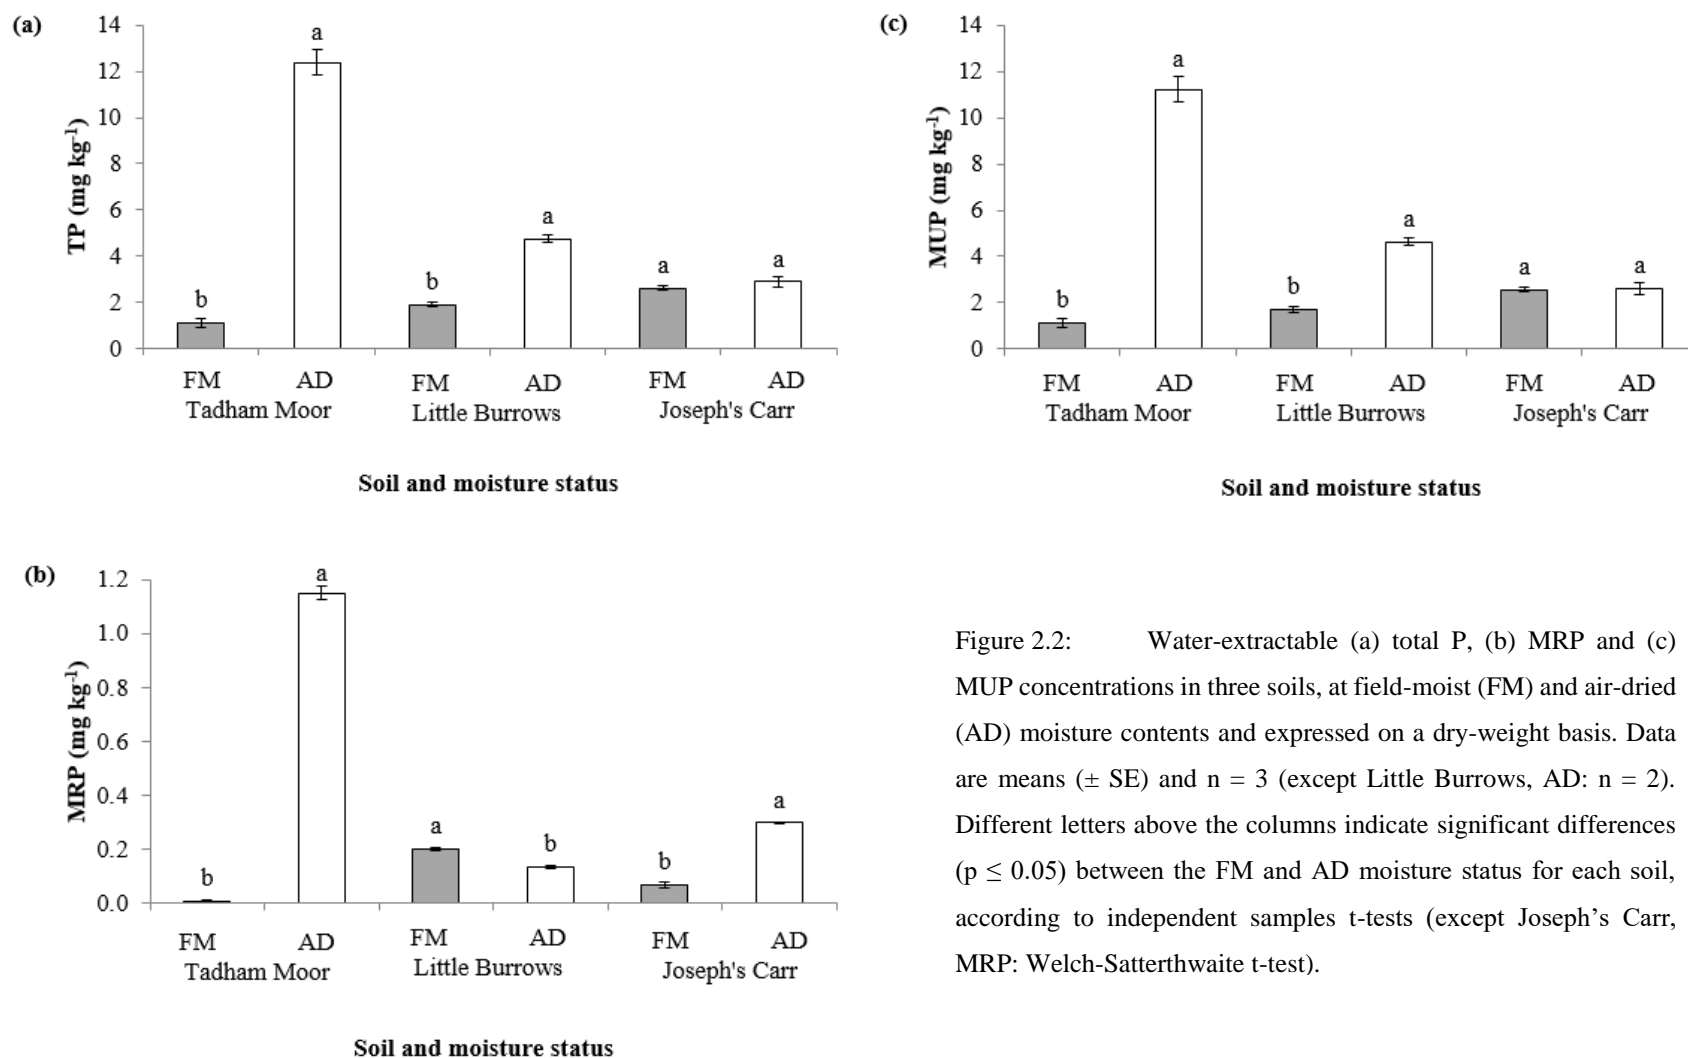 (a)
14
12
10
8
6
4
2
0
TP (mg kg⁻¹)
b
a
b
a
a
a
FM AD FM AD FM AD
Tadham Moor Little Burrows Joseph's Carr
Soil and moisture status
(c)
14
12
10
8
6
4
2
0
MUP (mg kg⁻¹)
b
a
b
a
a
a
FM AD FM AD FM AD
Tadham Moor Little Burrows Joseph's Carr
Soil and moisture status
(b)
1.2
1.0
0.8
0.6
0.4
0.2
0.0
MRP (mg kg⁻¹)
b
a
a
b
b
a
FM AD FM AD FM AD
Tadham Moor Little Burrows Joseph's Carr
Soil and moisture status
Figure 2.2: Water-extractable (a) total P, (b) MRP and (c)
MUP concentrations in three soils, at field-moist (FM) and air-dried
(AD) moisture contents and expressed on a dry-weight basis. Data
are means (± SE) and n = 3 (except Little Burrows, AD: n = 2).
Different letters above the columns indicate significant differences
(p ≤ 0.05) between the FM and AD moisture status for each soil,
according to independent samples t-tests (except Joseph’s Carr,
MRP: Welch-Satterthwaite t-test).